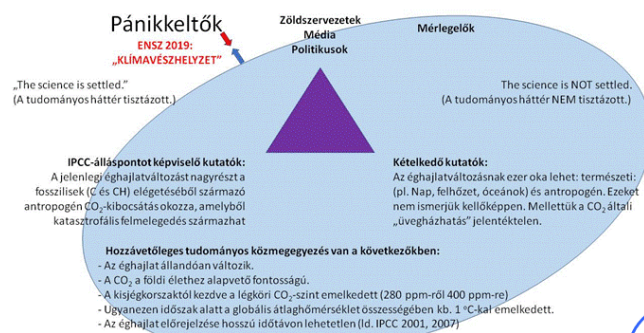 Pánikkeltők
ENSZ 2019:
„KLÍMAVÉSZHELYZET”
Zöldszervezetek
Média
Politikusok
Mérlegelők
„The science is settled.”
(A tudományos háttér tisztázott.)
The science is NOT settled.
(A tudományos háttér NEM tisztázott).
IPCC-álláspontot képviselő kutatók:
A jelenlegi éghajlatváltozást nagyrészt a
fosszilisek (C és CH) elégetéséből származó
antropogén CO₂-kibocsátás okozza, amelyből
katasztrofális felmelegedés származhat
Kételkedő kutatók:
Az éghajlatváltozásnak ezer oka lehet: természeti:
(pl. Nap, felhőzet, óceánok) és antropogén. Ezeket
nem ismerjük kellőképpen. Mellettük a CO₂ általi
„üvegházhatás” jelentéktelen.
Hozzávetőleges tudományos közmegegyezés van a következőkben:
- Az éghajlat állandóan változik.
- A CO₂ a földi élethez alapvető fontosságú.
- A kisjégkorszaktól kezdve a légköri CO₂-szint emelkedett (280 ppm-ről 400 ppm-re)
- Ugyanezen időszak alatt a globális átlaghőmérséklet összességében kb. 1 °C-kal emelkedett.
- Az éghajlat előrejelzése hosszú időtávon lehetetlen (ld. IPCC 2001, 2007)